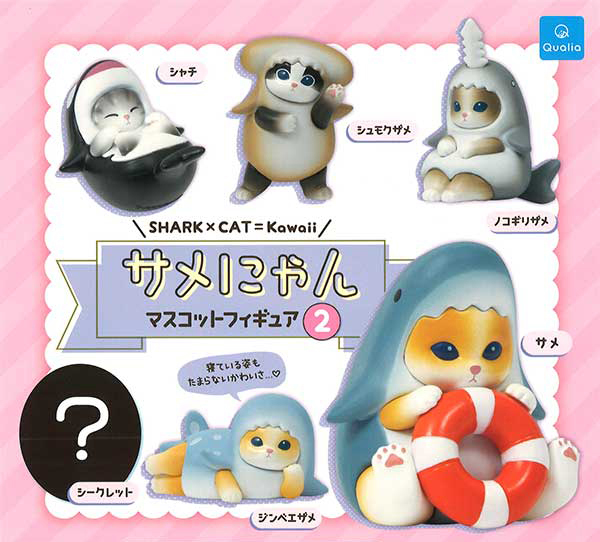 Qualia
シャチ
シュモクザメ
ノコギリザメ
SHARK×CAT=Kawaii
サメにゃん
マスコットフィギュア2
サメ
寝ている姿も
たまらないかわいさ…♡
?
シークレット
ジンベエザメ